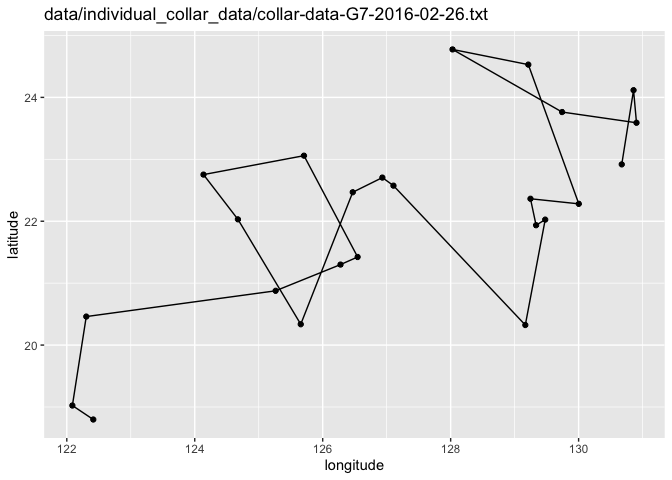 data/individual_collar_data/collar-data-G7-2016-02-26.txt
24
22
20
latitude
122 124 126 128 130
longitude